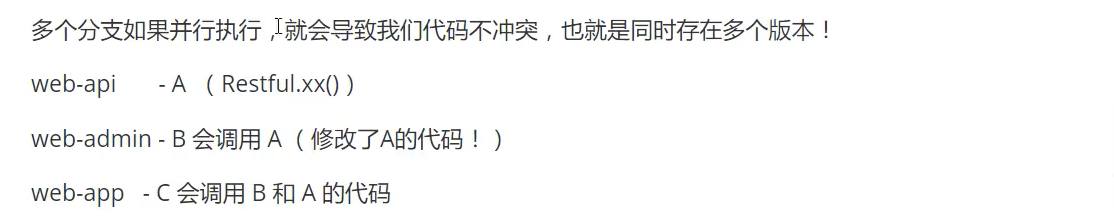 多个分支如果并行执行，就会导致我们代码不冲突，也就是同时存在多个版本！
web-api - A （ Restful.xx() ）
web-admin - B 会调用 A （ 修改了A的代码！ ）
web-app - C 会调用 B 和 A 的代码